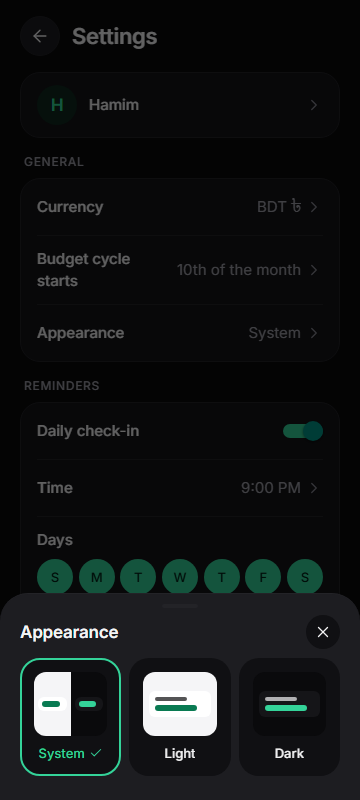 Settings
H
Hamim
GENERAL
Currency
BDT ৳
Budget cycle
starts
10th of the month
Appearance
System
REMINDERS
Daily check-in
Time
9:00 PM
Days
S M T W T F S
Appearance
System
Light
Dark